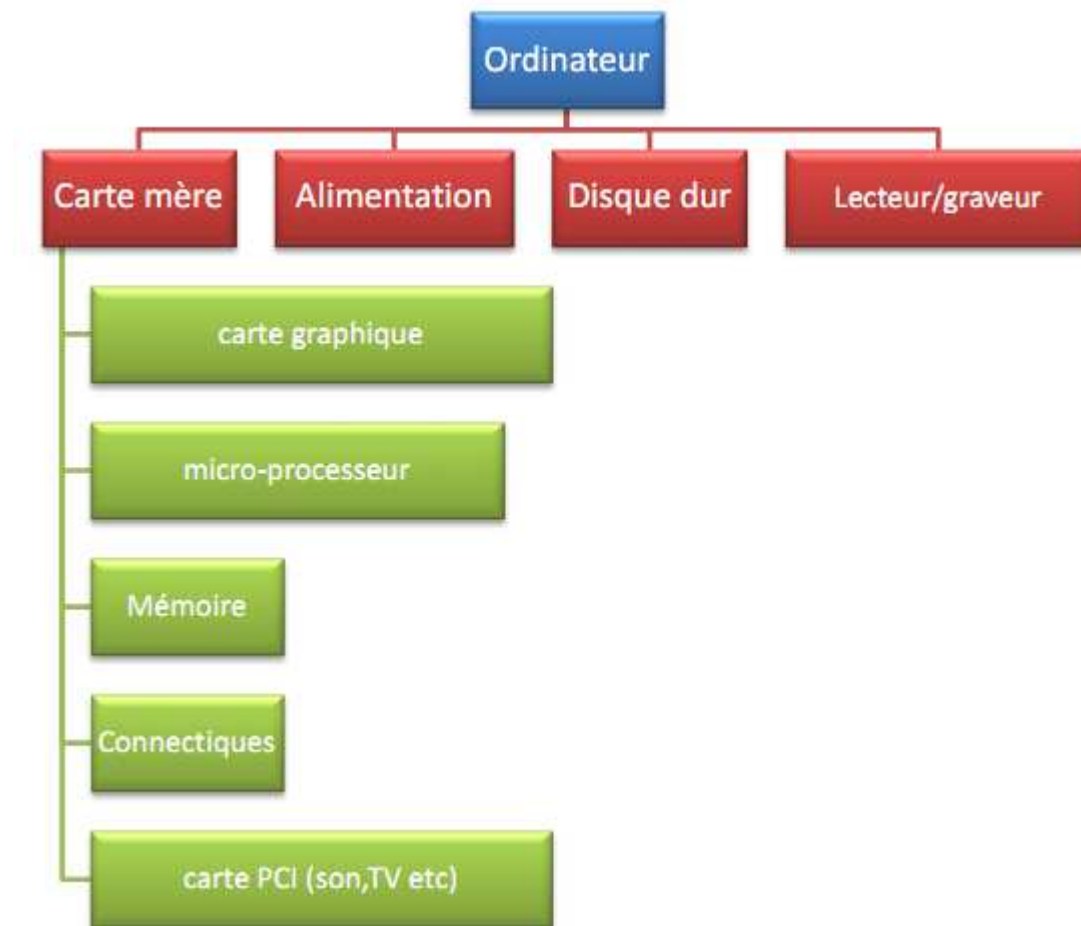 Ordinateur
Carte mère
Alimentation
Disque dur
Lecteur/graveur
carte graphique
micro-processeur
Mémoire
Connectiques
carte PCI (son,TV etc)